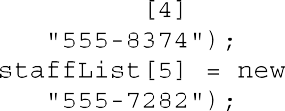 [4]
"555-8374");
staffList[5] = new
"555-7282");